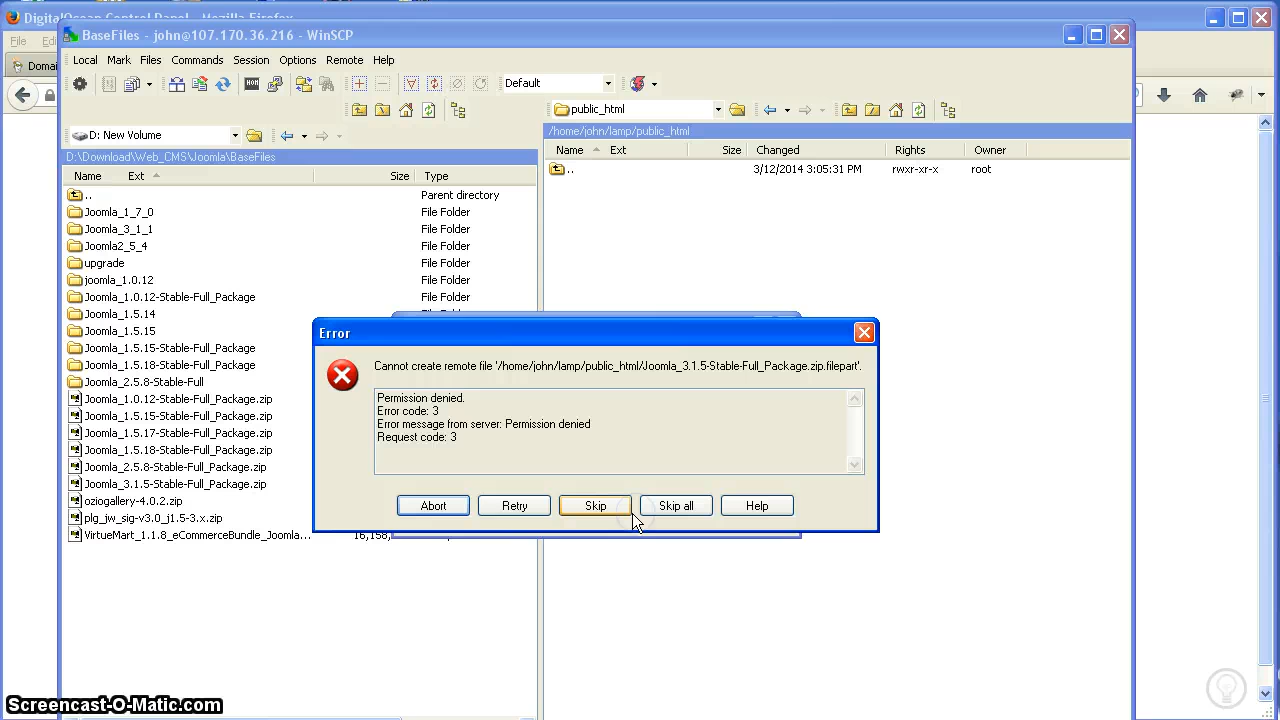 DigitalOcean Control Panel - Mozilla Firefox
BaseFiles - john@107.170.36.216 - WinSCP
File
Local Mark Files Commands Session Options Remote Help
Domai
Default
public_html
D: New Volume
/home/john/lamp/public_html
D:\Download\Web_CMS\Joomla\BaseFiles
Name Ext Size Changed Rights Owner
.. 3/12/2014 3:05:31 PM rwxr-xr-x root
Name Ext Size Type
.. Parent directory
Joomla_1_7_0 File Folder
Joomla_3_1_1 File Folder
Joomla2_5_4 File Folder
upgrade File Folder
joomla_1.0.12 File Folder
Joomla_1.0.12-Stable-Full_Package File Folder
Joomla_1.5.14
Joomla_1.5.15
Joomla_1.5.15-Stable-Full_Package
Joomla_1.5.18-Stable-Full_Package
Joomla_2.5.8-Stable-Full
Joomla_1.0.12-Stable-Full_Package.zip
Joomla_1.5.15-Stable-Full_Package.zip
Joomla_1.5.17-Stable-Full_Package.zip
Joomla_1.5.18-Stable-Full_Package.zip
Joomla_2.5.8-Stable-Full_Package.zip
Joomla_3.1.5-Stable-Full_Package.zip
oziogallery-4.0.2.zip
plg_jw_sig-v3.0_j1.5-3.x.zip
VirtueMart_1.1.8_eCommerceBundle_Joomla... 16,158,
Error
Cannot create remote file '/home/john/lamp/public_html/Joomla_3.1.5-Stable-Full_Package.zip.filepart'.
Permission denied.
Error code: 3
Error message from server: Permission denied
Request code: 3
Abort Retry Skip Skip all Help
Screencast-O-Matic.com